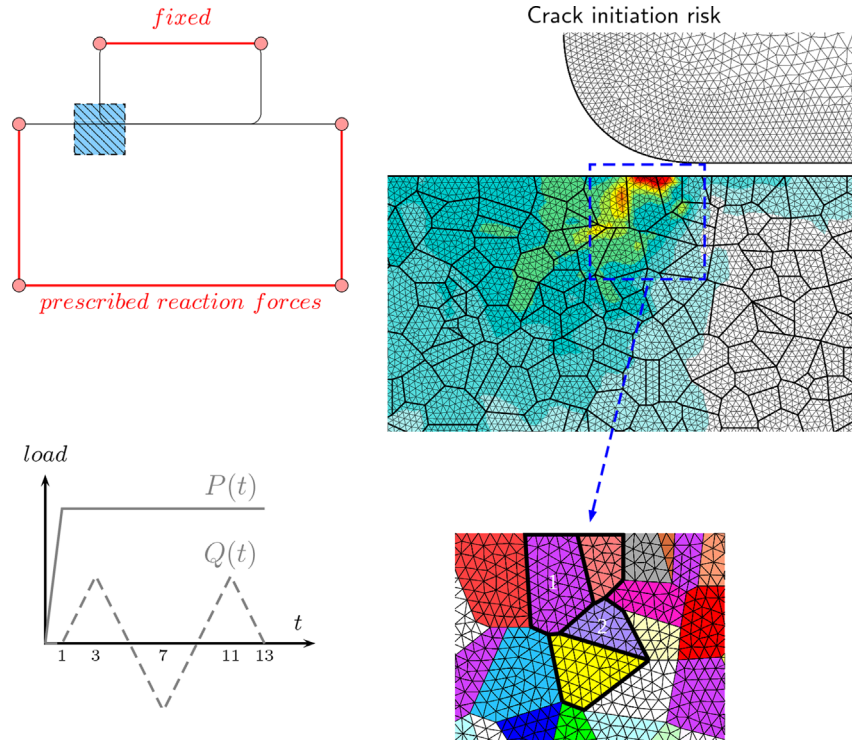 fixed
Crack initiation risk
prescribed reaction forces
load
P(t)
Q(t)
t
1 3 7 11 13
1
2